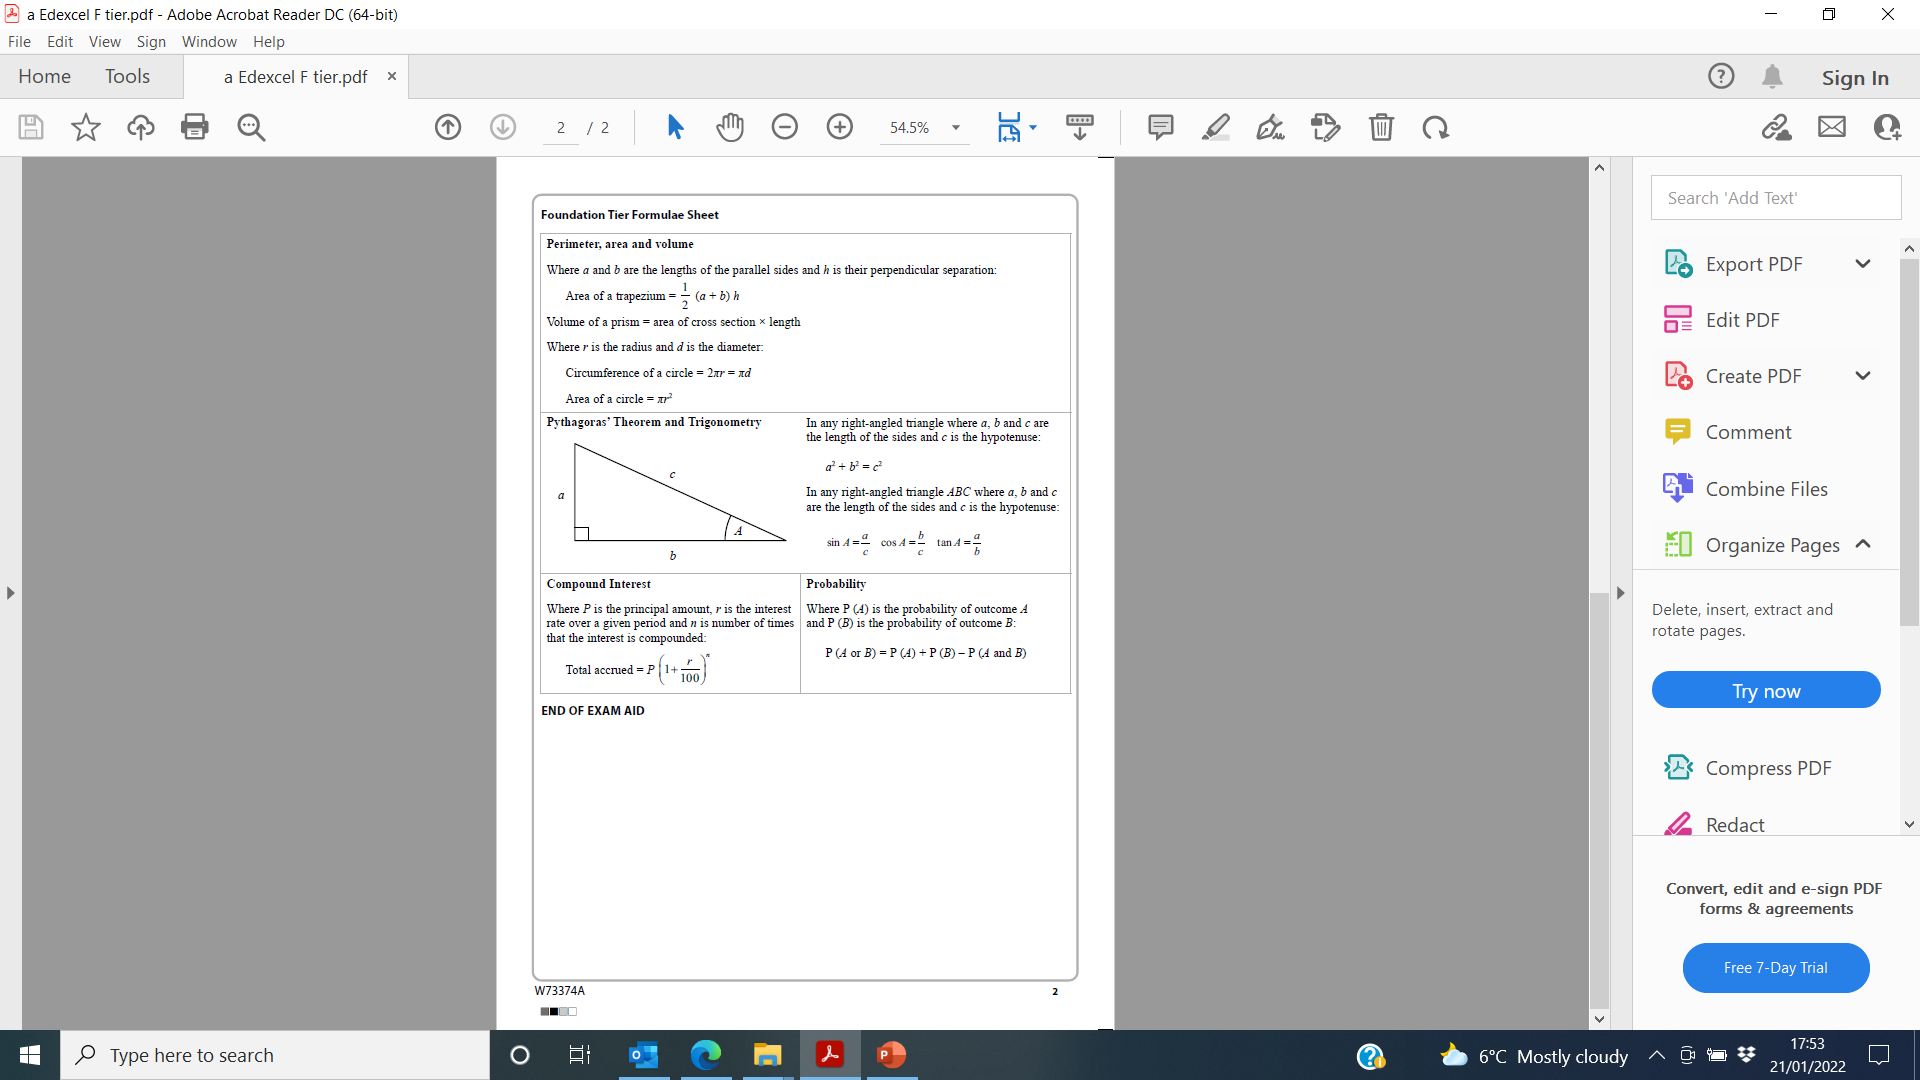 a Edexcel F tier.pdf - Adobe Acrobat Reader DC (64-bit)
File Edit View Sign Window Help
Home Tools a Edexcel F tier.pdf × Sign In
2 / 2 54.5%
Foundation Tier Formulae Sheet
Perimeter, area and volume
Where a and b are the lengths of the parallel sides and h is their perpendicular separation:
Area of a trapezium = 1/2 (a + b) h
Volume of a prism = area of cross section × length
Where r is the radius and d is the diameter:
Circumference of a circle = 2πr = πd
Area of a circle = πr²
Pythagoras' Theorem and Trigonometry
a
c
A
b
In any right-angled triangle where a, b and c are
the length of the sides and c is the hypotenuse:
a² + b² = c²
In any right-angled triangle ABC where a, b and c
are the length of the sides and c is the hypotenuse:
sin A = a/c cos A = b/c tan A = a/b
Compound Interest
Where P is the principal amount, r is the interest
rate over a given period and n is number of times
that the interest is compounded:
Total accrued = P (1 + r/100)ⁿ
Probability
Where P (A) is the probability of outcome A
and P (B) is the probability of outcome B:
P (A or B) = P (A) + P (B) – P (A and B)
END OF EXAM AID
W73374A 2
Search 'Add Text'
Export PDF
Edit PDF
Create PDF
Comment
Combine Files
Organize Pages
Delete, insert, extract and
rotate pages.
Try now
Compress PDF
Redact
Convert, edit and e-sign PDF
forms & agreements
Free 7-Day Trial
Type here to search
6°C Mostly cloudy
17:53
21/01/2022